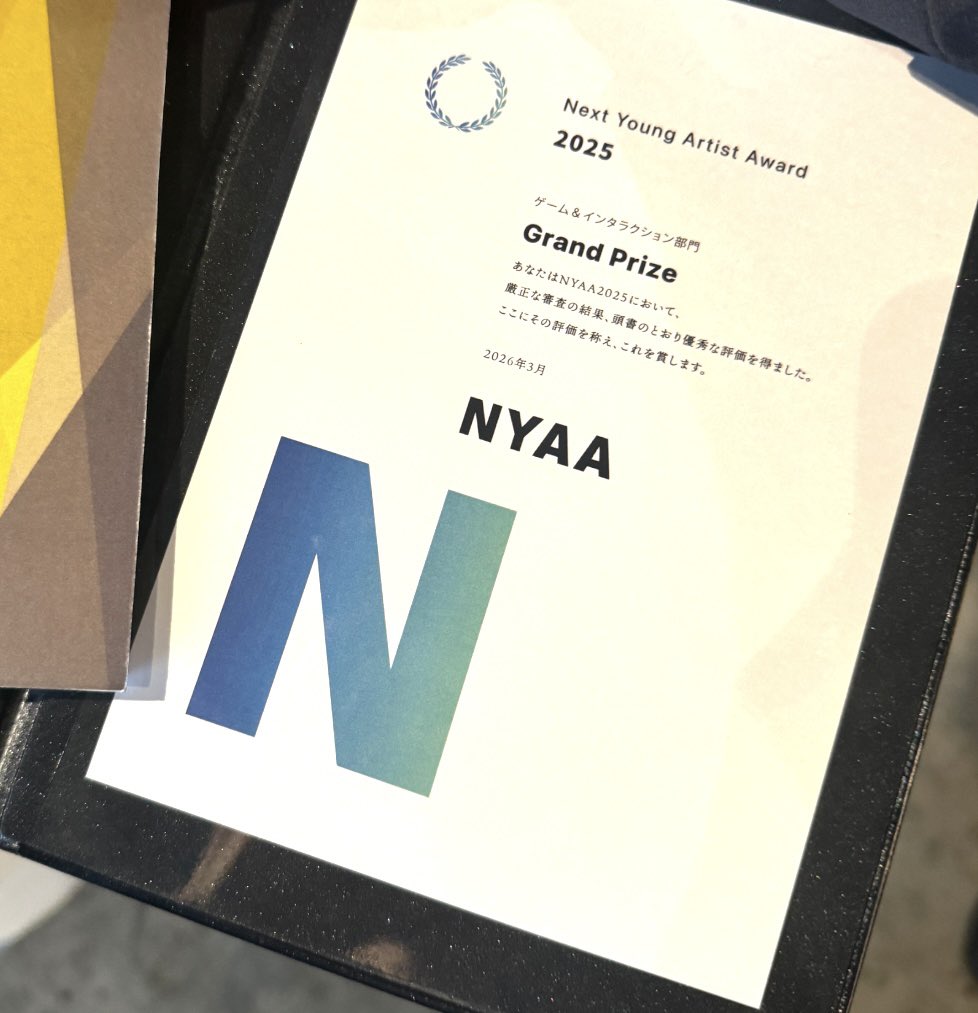 Next Young Artist Award
2025
ゲーム＆インタラクション部門
Grand Prize
あなたはNYAA2025において、
厳正な審査の結果、頭書のとおり優秀な評価を得ました。
ここにその評価を称え、これを賞します。
2026年3月
NYAA
N